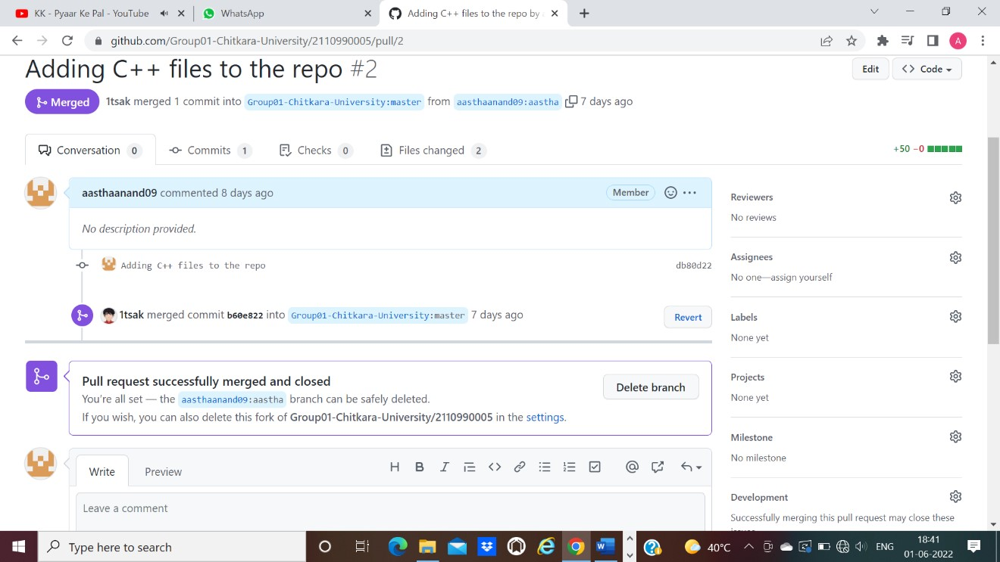 KK - Pyaar Ke Pal - YouTube
WhatsApp
Adding C++ files to the repo by
github.com/Group01-Chitkara-University/2110990005/pull/2
A
Adding C++ files to the repo #2
Edit
<> Code
Merged
1tsak merged 1 commit into Group01-Chitkara-University:master from aasthaanand09:aastha 7 days ago
Conversation 0
Commits 1
Checks 0
Files changed 2
+50 −0
aasthaanand09 commented 8 days ago
Member
No description provided.
Adding C++ files to the repo
db80d22
1tsak merged commit b60e822 into Group01-Chitkara-University:master 7 days ago
Revert
Pull request successfully merged and closed
You're all set — the aasthaanand09:aastha branch can be safely deleted.
If you wish, you can also delete this fork of Group01-Chitkara-University/2110990005 in the settings.
Delete branch
Write
Preview
H B I
Leave a comment
Reviewers
No reviews
Assignees
No one—assign yourself
Labels
None yet
Projects
None yet
Milestone
No milestone
Development
Successfully merging this pull request may close these
Type here to search
40°C
ENG
18:41
01-06-2022